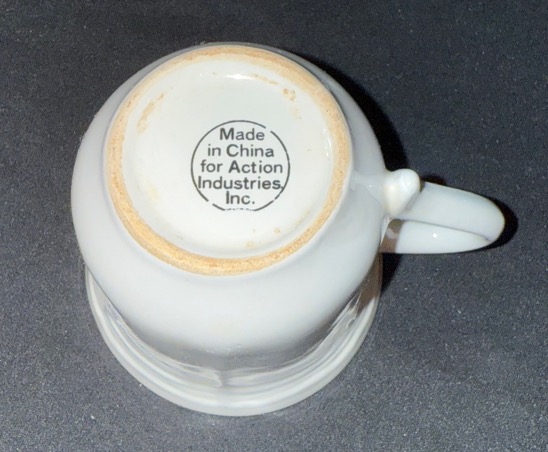 Made
in China
for Action
Industries,
Inc.